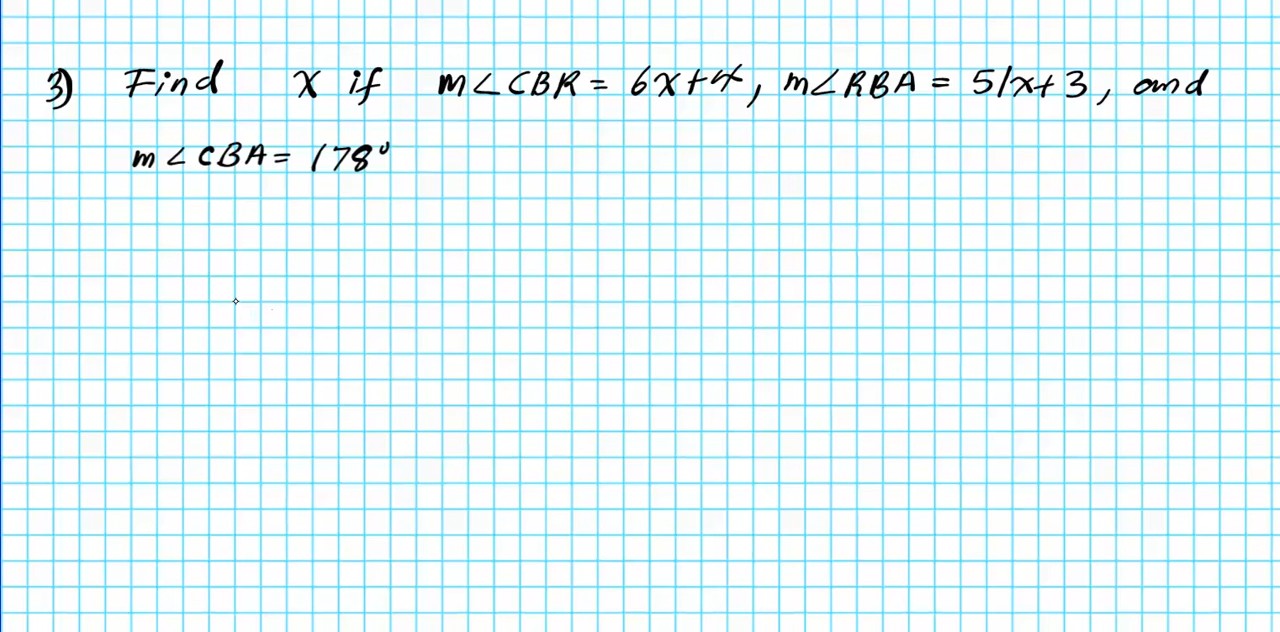 3) Find x if m∠CBR = 6x+4, m∠RBA = 51x+3, and
m∠CBA = 178°